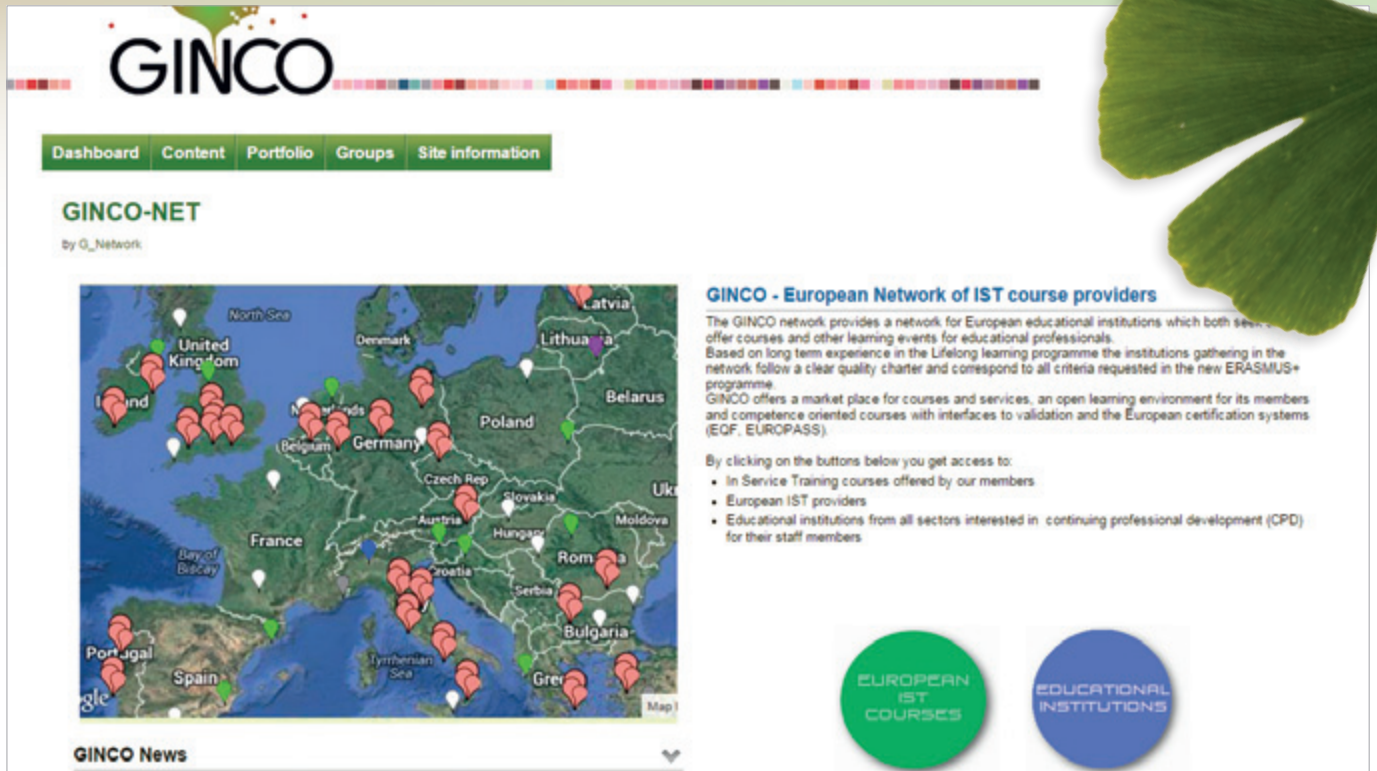 GINCO
Dashboard Content Portfolio Groups Site information
GINCO-NET
by G_Network
North Sea
United
Kingdom
Denmark
Latvia
Belarus
Poland
Belgium
Germany
Czech Rep
Slovakia
Austria
Moldova
France
Bay of
Biscay
Croatia
Serbia
Bulgaria
Portugal
Spain
Tyrrhenian
Sea
Map
GINCO News
GINCO - European Network of IST course providers
The GINCO network provides a network for European educational institutions which both
offer courses and other learning events for educational professionals.
Based on long term experience in the Lifelong learning programme the institutions gathering in the
network follow a clear quality charter and correspond to all criteria requested in the new ERASMUS+
programme.
GINCO offers a market place for courses and services, an open learning environment for its members
and competence oriented courses with interfaces to validation and the European certification systems
(EQF, EUROPASS).
By clicking on the buttons below you get access to:
• In Service Training courses offered by our members
• European IST providers
• Educational institutions from all sectors interested in continuing professional development (CPD)
for their staff members
EUROPEAN
IST
COURSES
EDUCATIONAL
INSTITUTIONS